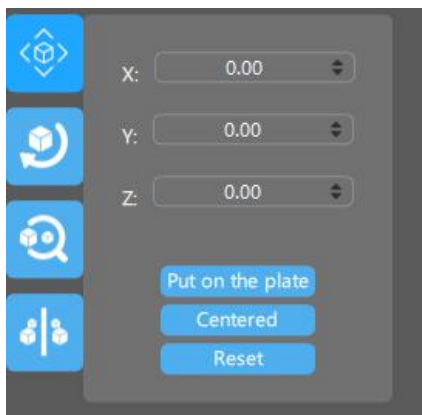 X: 0.00
Y: 0.00
Z: 0.00
Put on the plate
Centered
Reset